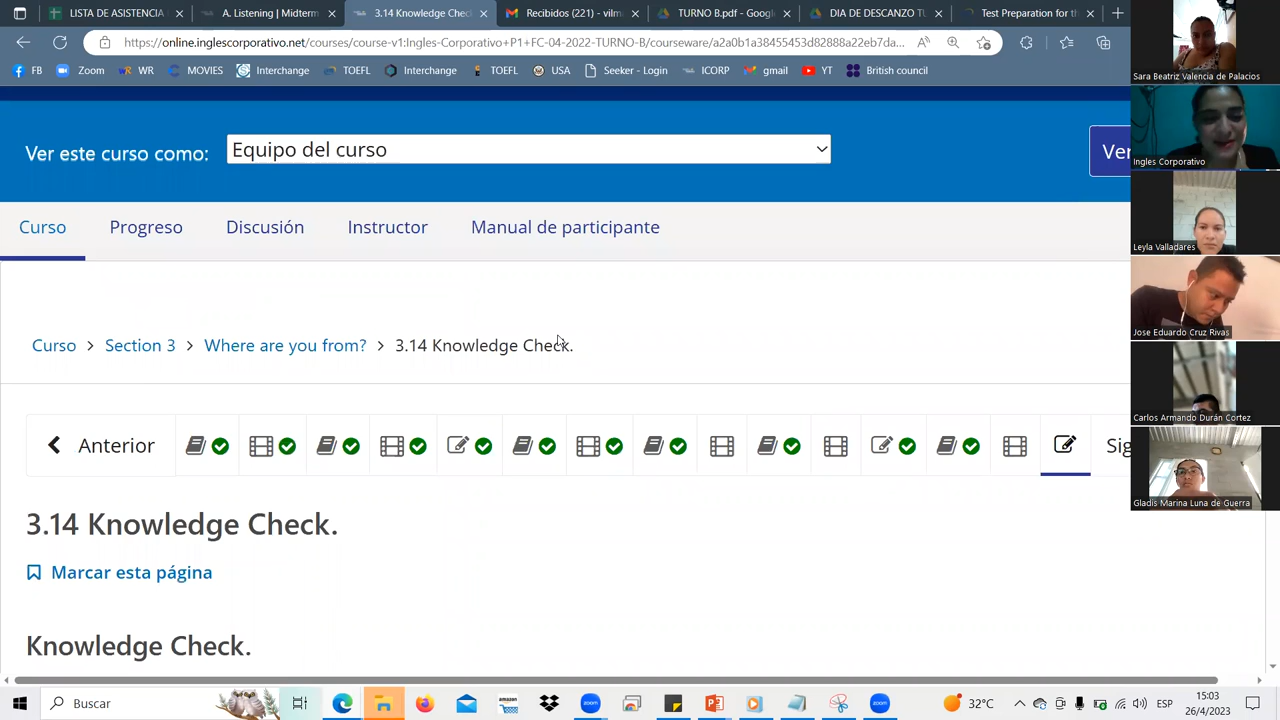 LISTA DE ASISTENCIA
A. Listening | Midterm
3.14 Knowledge Chec
Recibidos (221) - vilm
TURNO B.pdf - Google
DIA DE DESCANZO TU
Test Preparation for th
https://online.inglescorporativo.net/courses/course-v1:Ingles-Corporativo+P1+FC-04-2022-TURNO-B/courseware/a2a0b1a38455453d82888a22eb7da...
FB
Zoom
WR
MOVIES
Interchange
TOEFL
Interchange
TOEFL
USA
Seeker - Login
ICORP
gmail
YT
British council
Ver este curso como:
Equipo del curso
Ver
Curso
Progreso
Discusión
Instructor
Manual de participante
Curso > Section 3 > Where are you from? > 3.14 Knowledge Check.
Anterior
Sig
3.14 Knowledge Check.
Marcar esta página
Knowledge Check.
Sara Beatriz Valencia de Palacios
Ingles Corporativo
Leyla Valladares
Jose Eduardo Cruz Rivas
Carlos Armando Durán Cortez
Gladis Marina Luna de Guerra
Buscar
amazon
zoom
zoom
32°C
ESP
15:03
26/4/2023